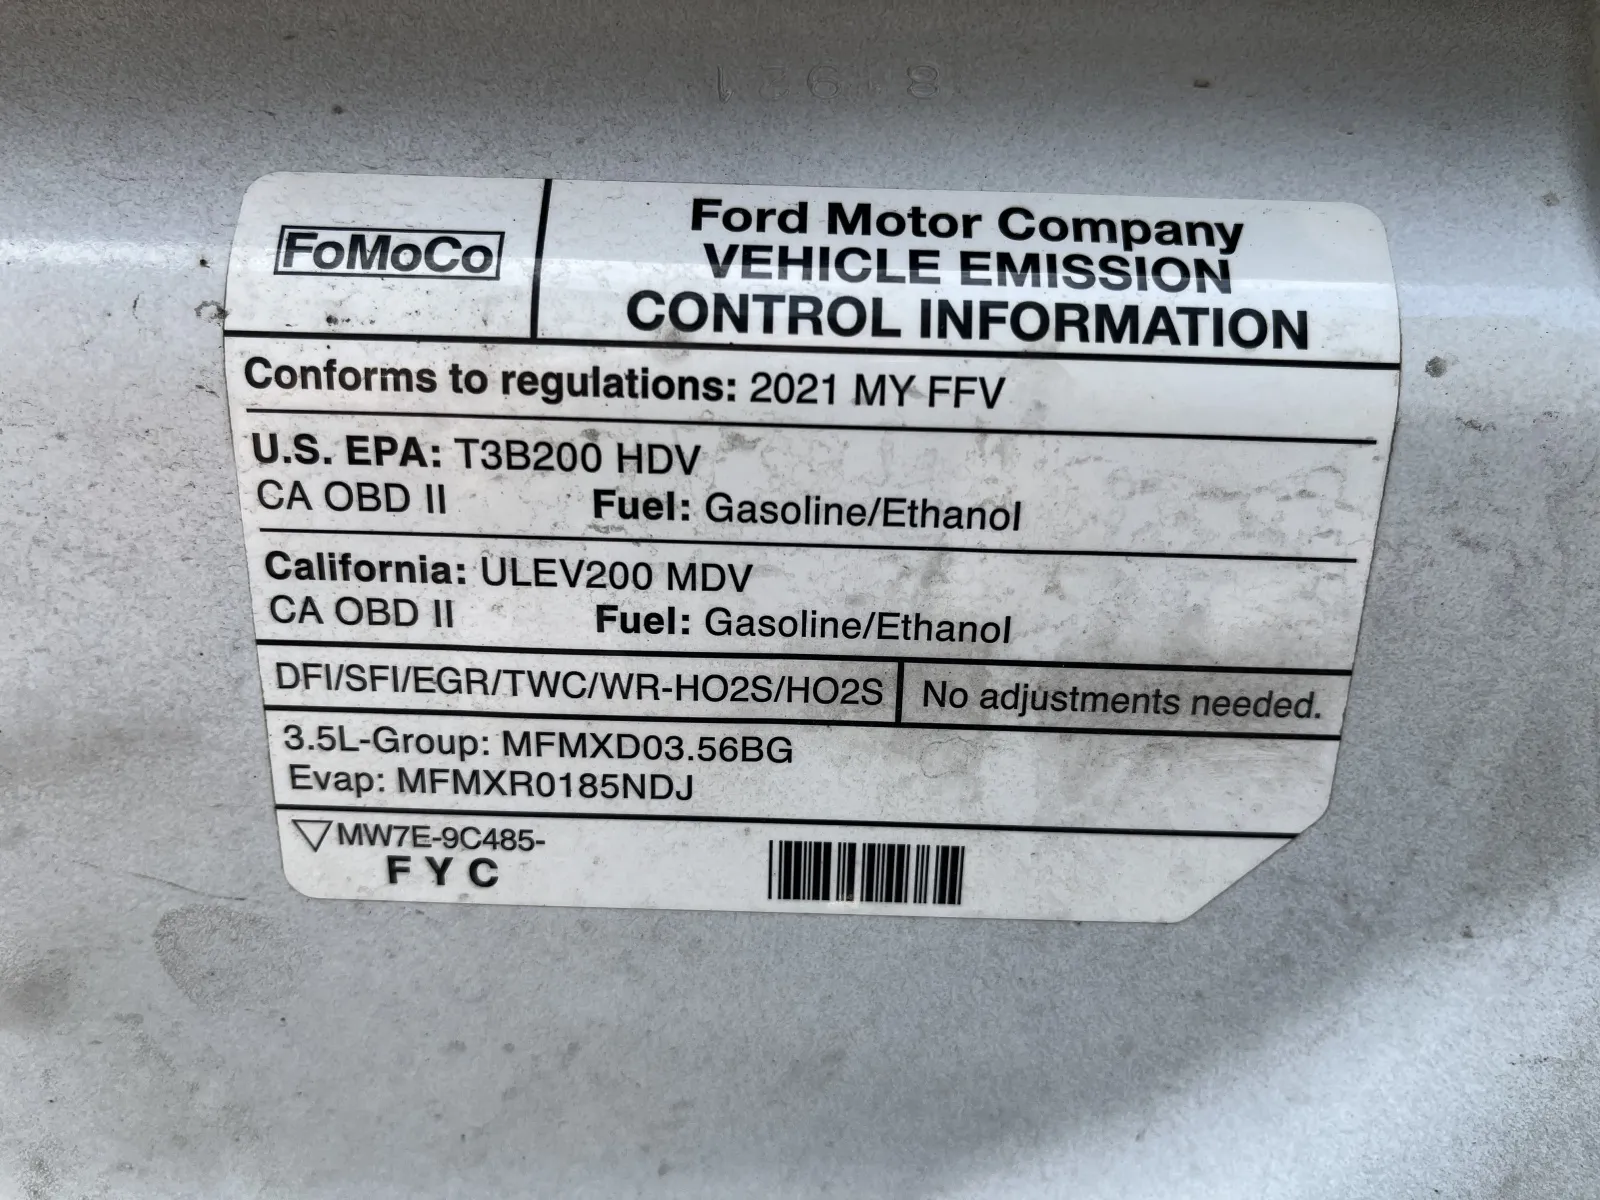 FoMoCo
Ford Motor Company
VEHICLE EMISSION
CONTROL INFORMATION
Conforms to regulations: 2021 MY FFV
U.S. EPA: T3B200 HDV
CA OBD II Fuel: Gasoline/Ethanol
California: ULEV200 MDV
CA OBD II Fuel: Gasoline/Ethanol
DFI/SFI/EGR/TWC/WR-HO2S/HO2S No adjustments needed.
3.5L-Group: MFMXD03.56BG
Evap: MFMXR0185NDJ
MW7E-9C485-
F Y C